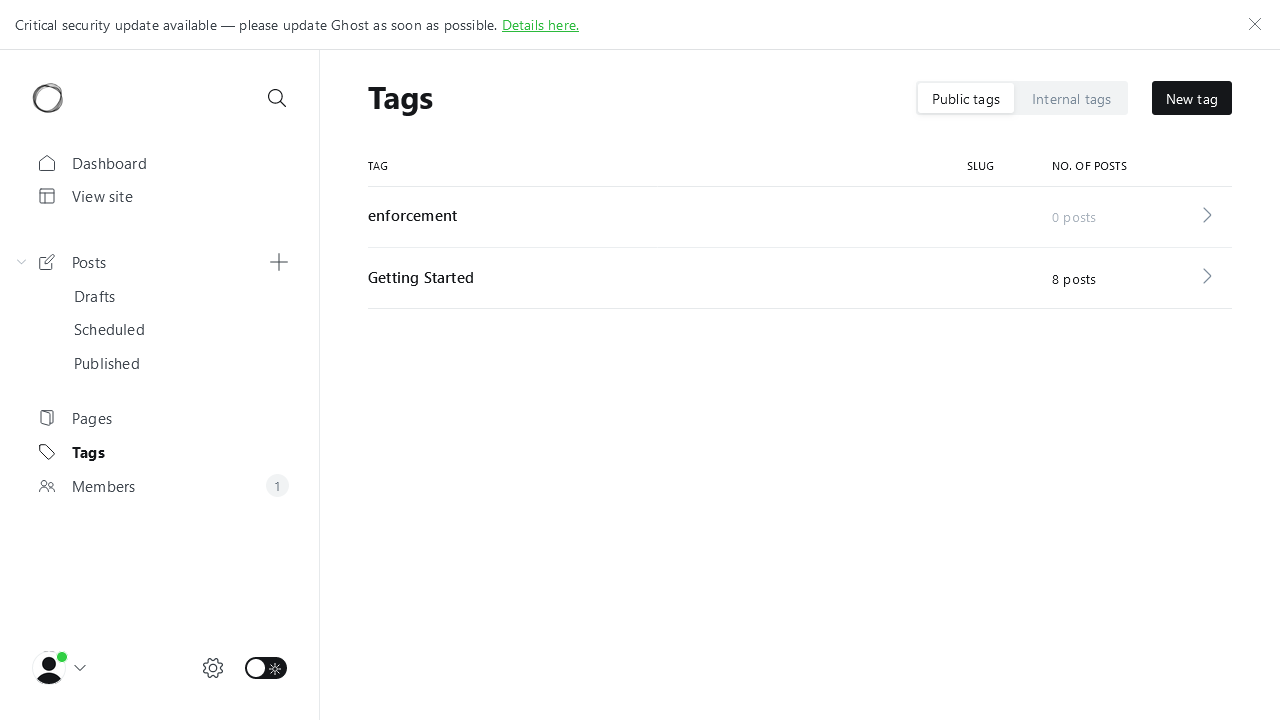 Critical security update available — please update Ghost as soon as possible. Details here.
Tags
Public tags
Internal tags
New tag
Dashboard
View site
Posts
Drafts
Scheduled
Published
Pages
Tags
Members
1
TAG
SLUG
NO. OF POSTS
enforcement
0 posts
Getting Started
8 posts